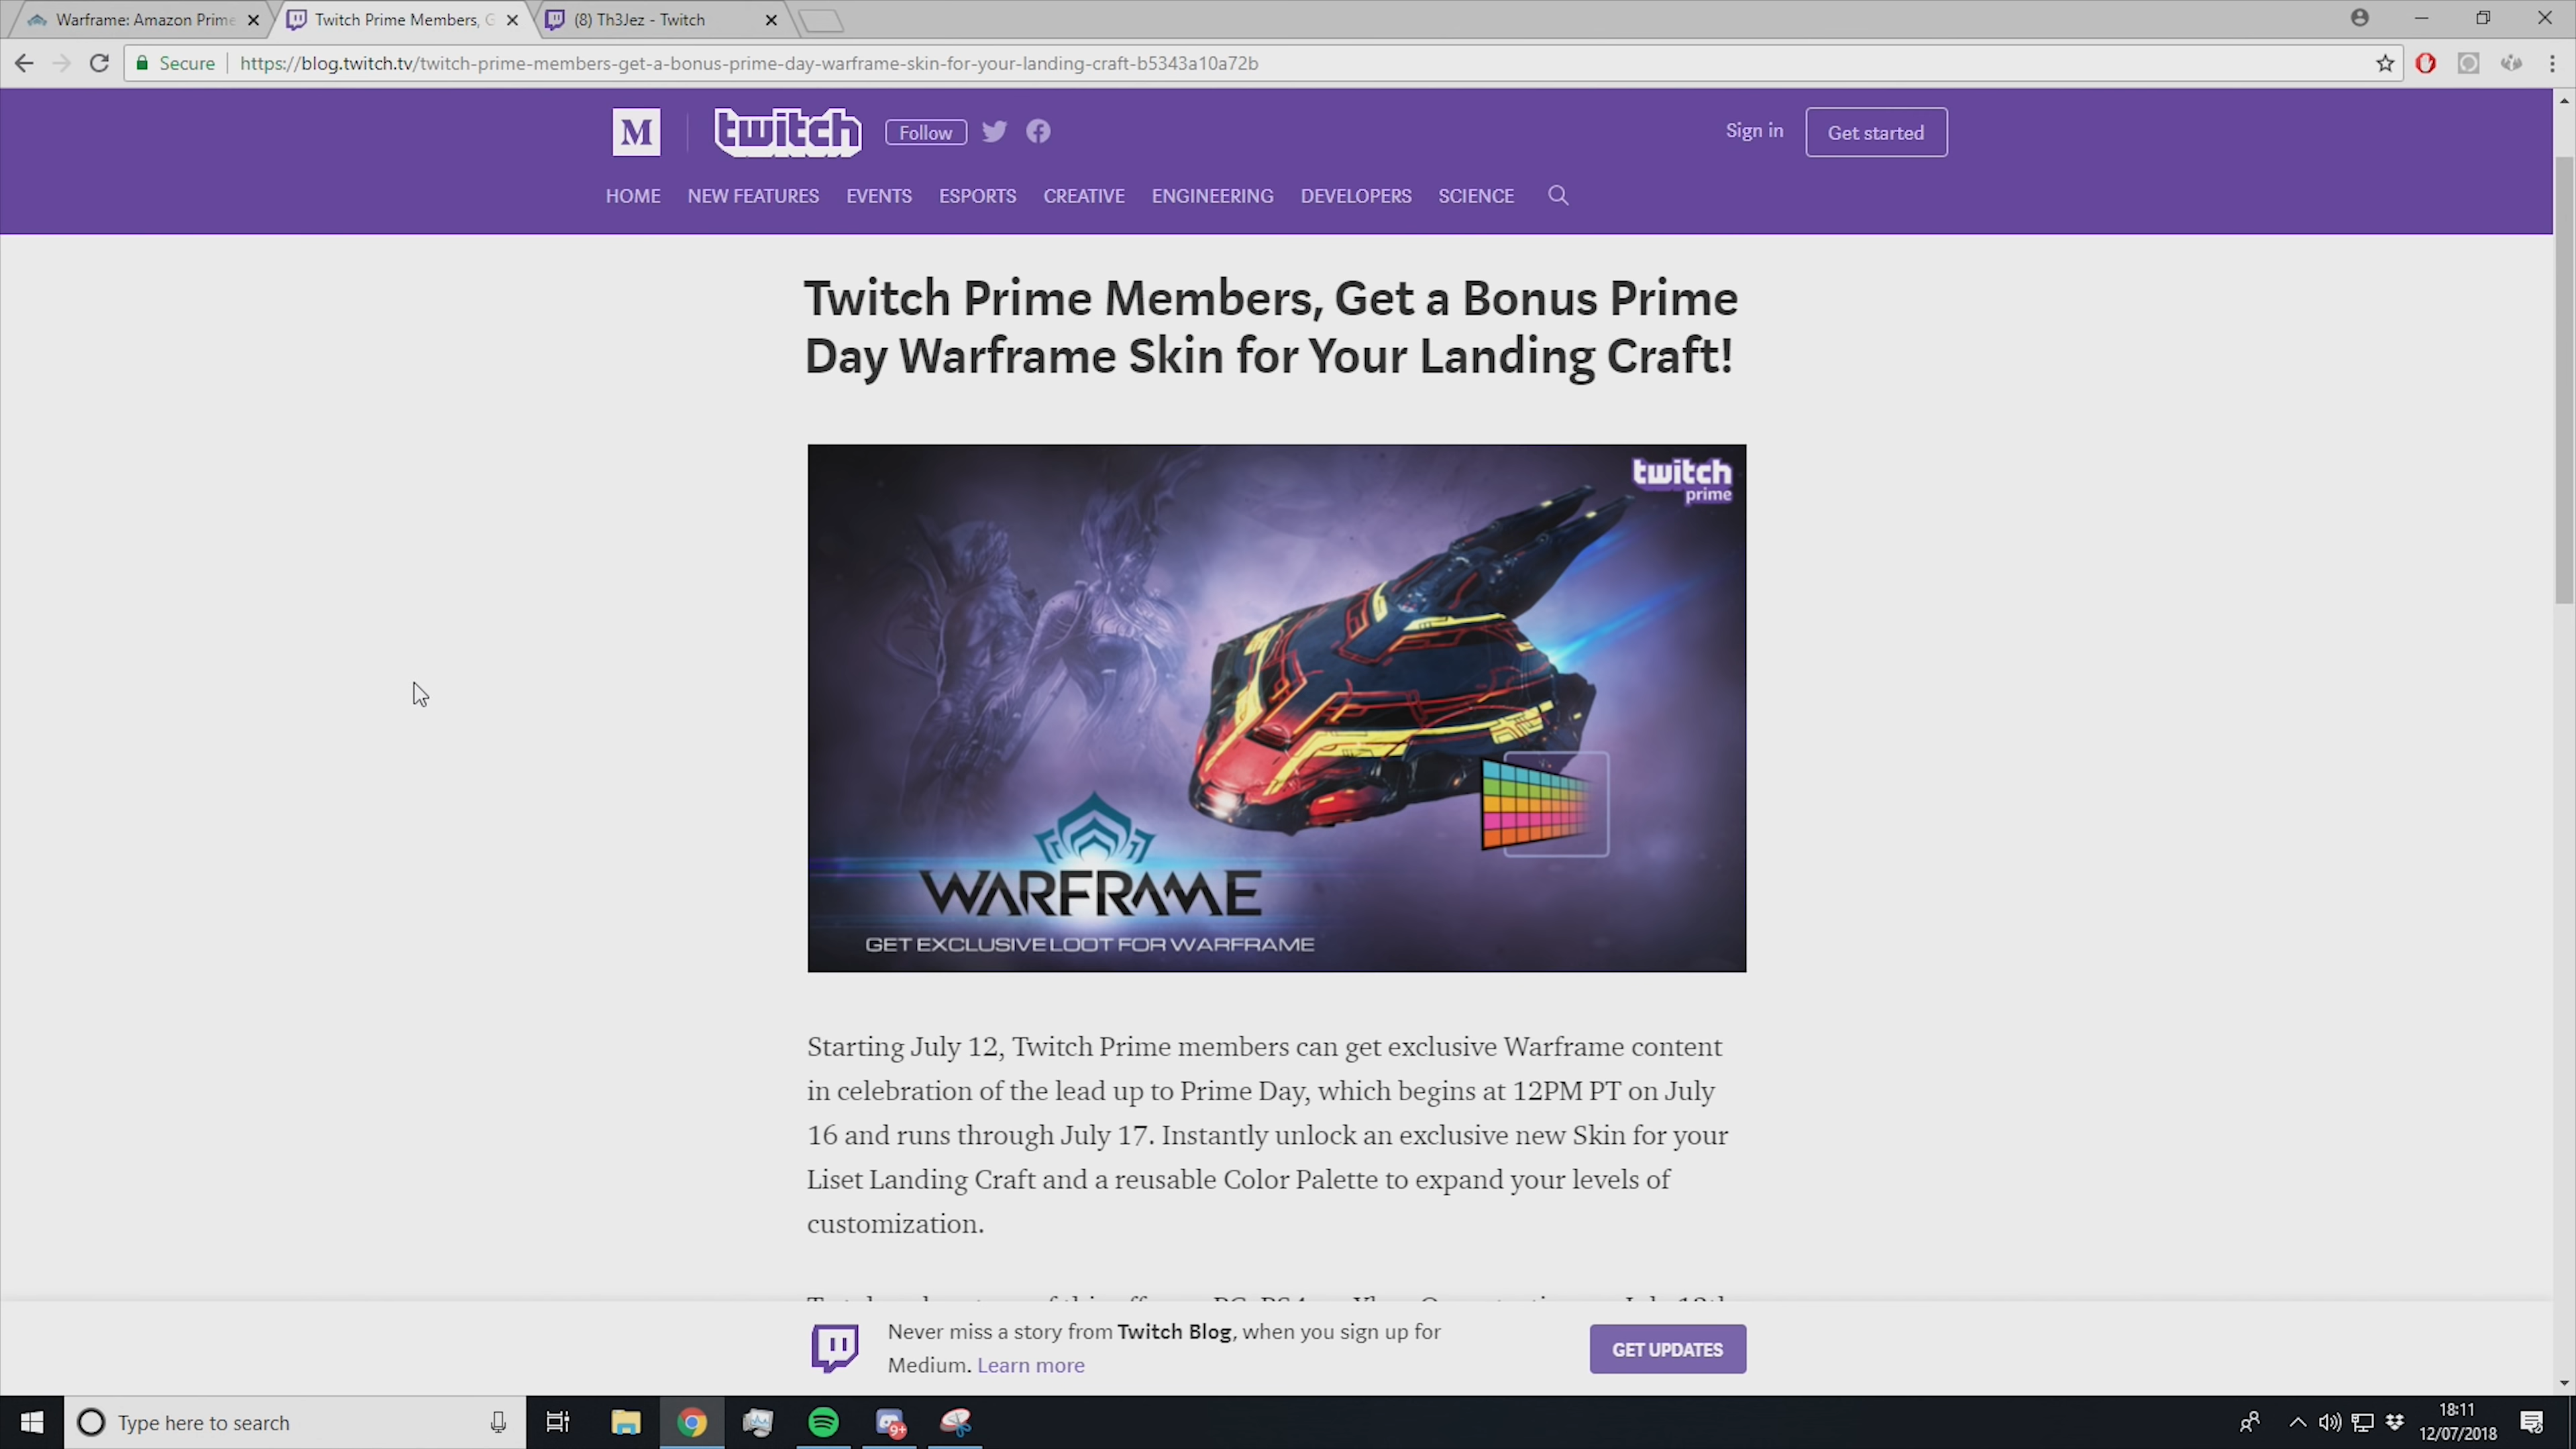 Warframe: Amazon Prime
Twitch Prime Members, G
(8) Th3Jez - Twitch
Secure
https://blog.twitch.tv/twitch-prime-members-get-a-bonus-prime-day-warframe-skin-for-your-landing-craft-b5343a10a72b
M
twitch
Follow
Sign in
Get started
HOME NEW FEATURES EVENTS ESPORTS CREATIVE ENGINEERING DEVELOPERS SCIENCE
Twitch Prime Members, Get a Bonus Prime
Day Warframe Skin for Your Landing Craft!
twitch
prime
WARFRAME
GET EXCLUSIVE LOOT FOR WARFRAME
Starting July 12, Twitch Prime members can get exclusive Warframe content
in celebration of the lead up to Prime Day, which begins at 12PM PT on July
16 and runs through July 17. Instantly unlock an exclusive new Skin for your
Liset Landing Craft and a reusable Color Palette to expand your levels of
customization.
Never miss a story from Twitch Blog, when you sign up for
Medium. Learn more
GET UPDATES
Type here to search
9+
18:11
12/07/2018